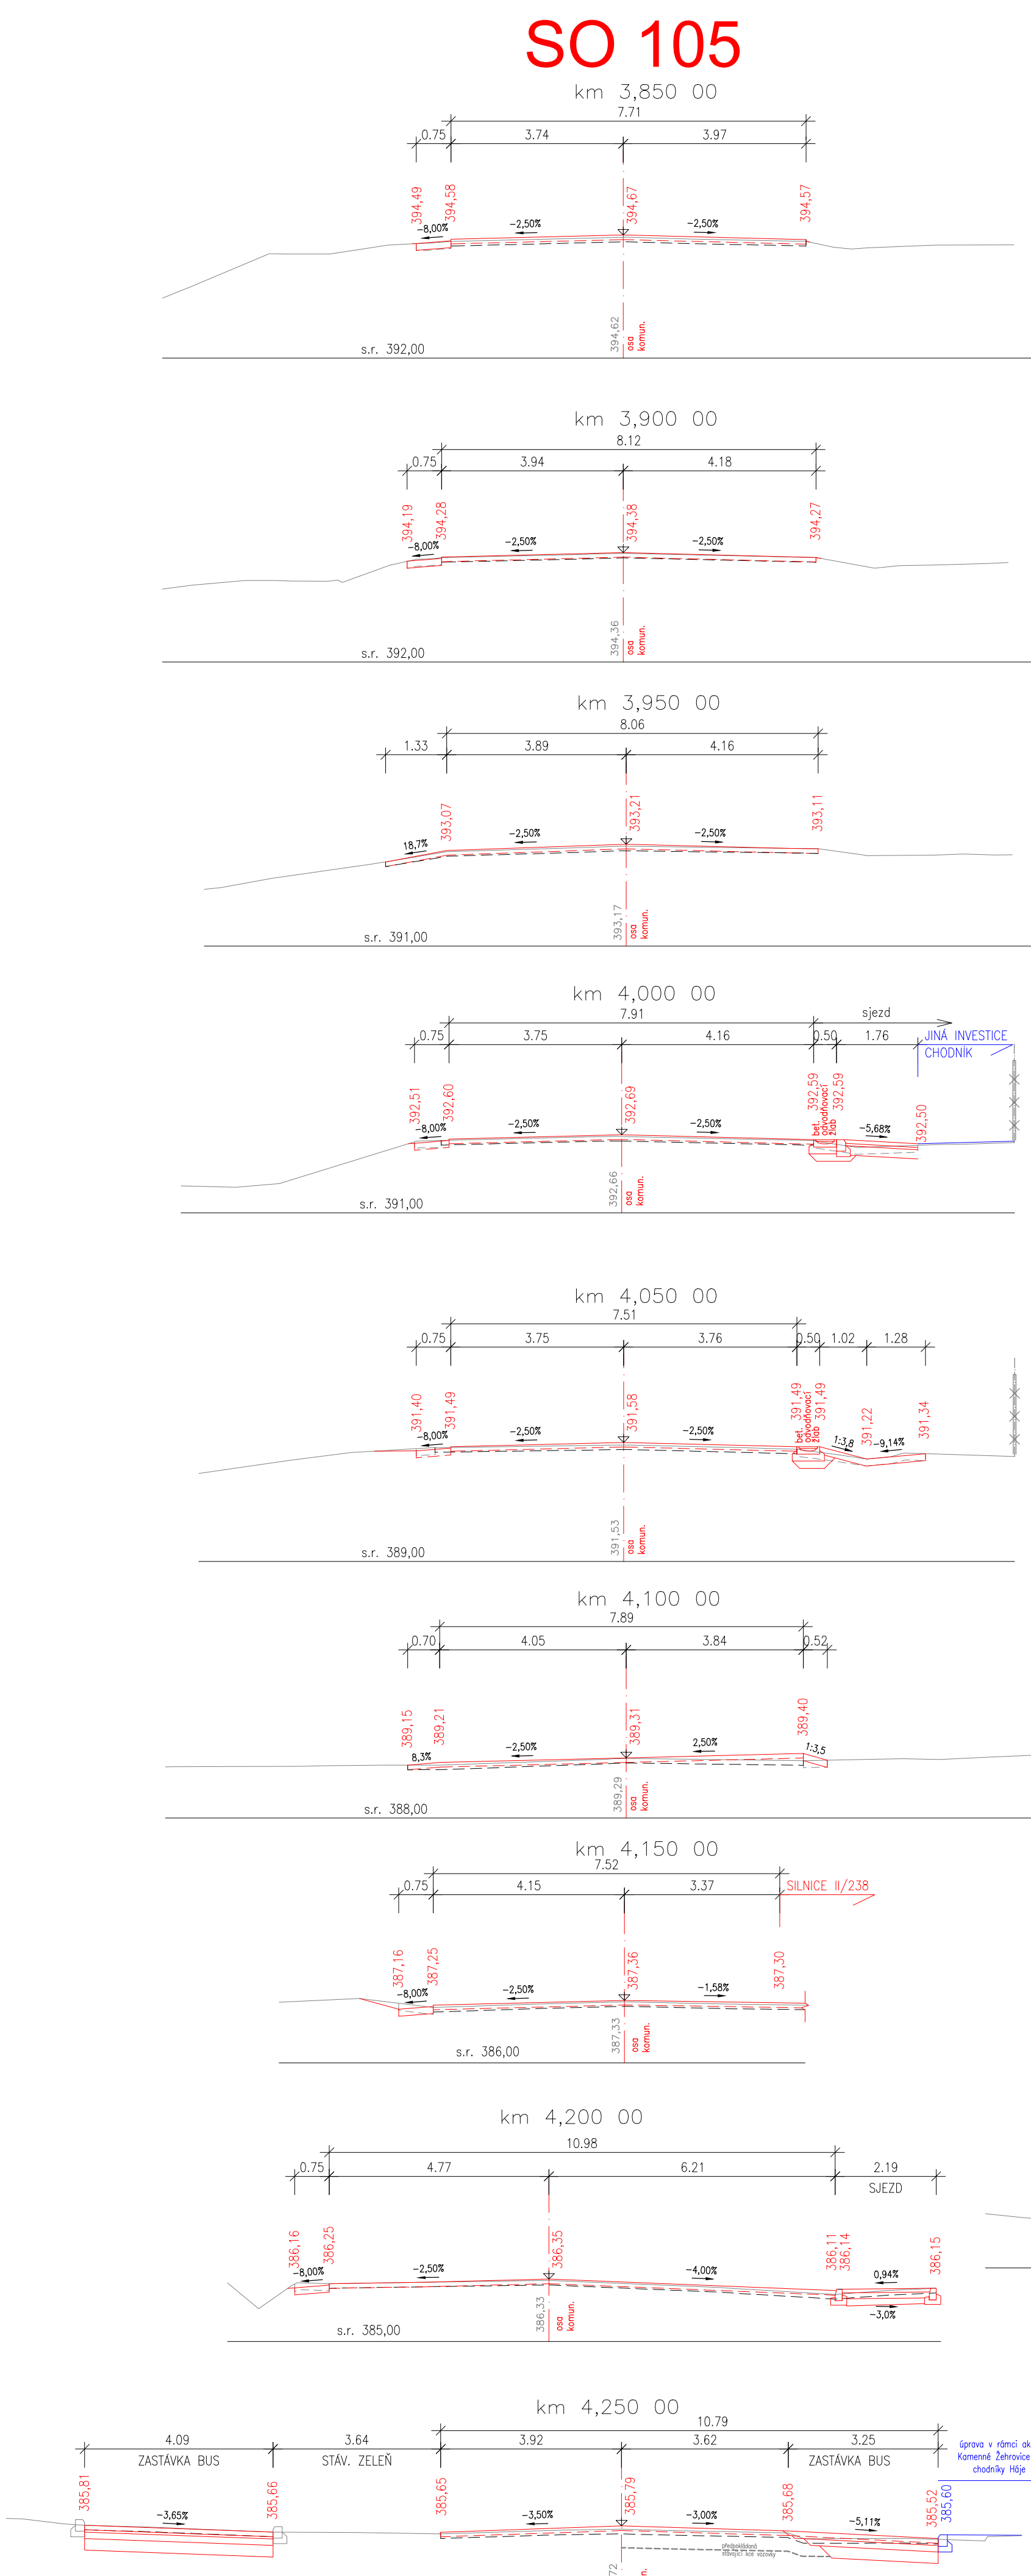 SO 105
km 3,850 00
7.71
0.75 3.74 3.97
394,49 394,58 394,67 394,57
-8,00% -2,50% -2,50%
394,62 osa komun.
s.r. 392,00
km 3,900 00
8.12
0.75 3.94 4.18
394,19 394,28 394,38 394,27
-8,00% -2,50% -2,50%
394,36 osa komun.
s.r. 392,00
km 3,950 00
8.06
1.33 3.89 4.16
393,07 393,21 393,11
18,7% -2,50% -2,50%
393,17 osa komun.
s.r. 391,00
km 4,000 00
7.91 sjezd
0.75 3.75 4.16 0.50 1.76 JINÁ INVESTICE
CHODNÍK
392,51 392,60 392,69 392,59 392,59 392,50
bet. odvodňovací žlab
-8,00% -2,50% -2,50% -5,68%
392,66 osa komun.
s.r. 391,00
km 4,050 00
7.51
0.75 3.75 3.76 0.50 1.02 1.28
391,40 391,49 391,58 391,49 391,49 391,22 391,34
bet. odvodňovací žlab
-8,00% -2,50% -2,50% 1:3,8 -9,14%
391,53 osa komun.
s.r. 389,00
km 4,100 00
7.89
0.70 4.05 3.84 0.52
389,15 389,21 389,31 389,40
8,3% -2,50% 2,50% 1:3,5
389,29 osa komun.
s.r. 388,00
km 4,150 00
7.52
0.75 4.15 3.37 SILNICE II/238
387,16 387,25 387,36 387,30
-8,00% -2,50% -1,58%
387,33 osa komun.
s.r. 386,00
km 4,200 00
10.98
0.75 4.77 6.21 2.19
SJEZD
386,16 386,25 386,35 386,11 386,14 386,15
-8,00% -2,50% -4,00% 0,94%
-3,0%
386,33 osa komun.
s.r. 385,00
km 4,250 00
10.79
4.09 3.64 3.92 3.62 3.25
ZASTÁVKA BUS STÁV. ZELEŇ ZASTÁVKA BUS
úprava v rámci ak
Kamenné Žehrovice
chodníky Háje
385,81 385,66 385,65 385,79 385,68 385,52 385,60
-3,65% -3,50% -3,00% -5,11%
předpokládaná
stávající kce vozovky
72